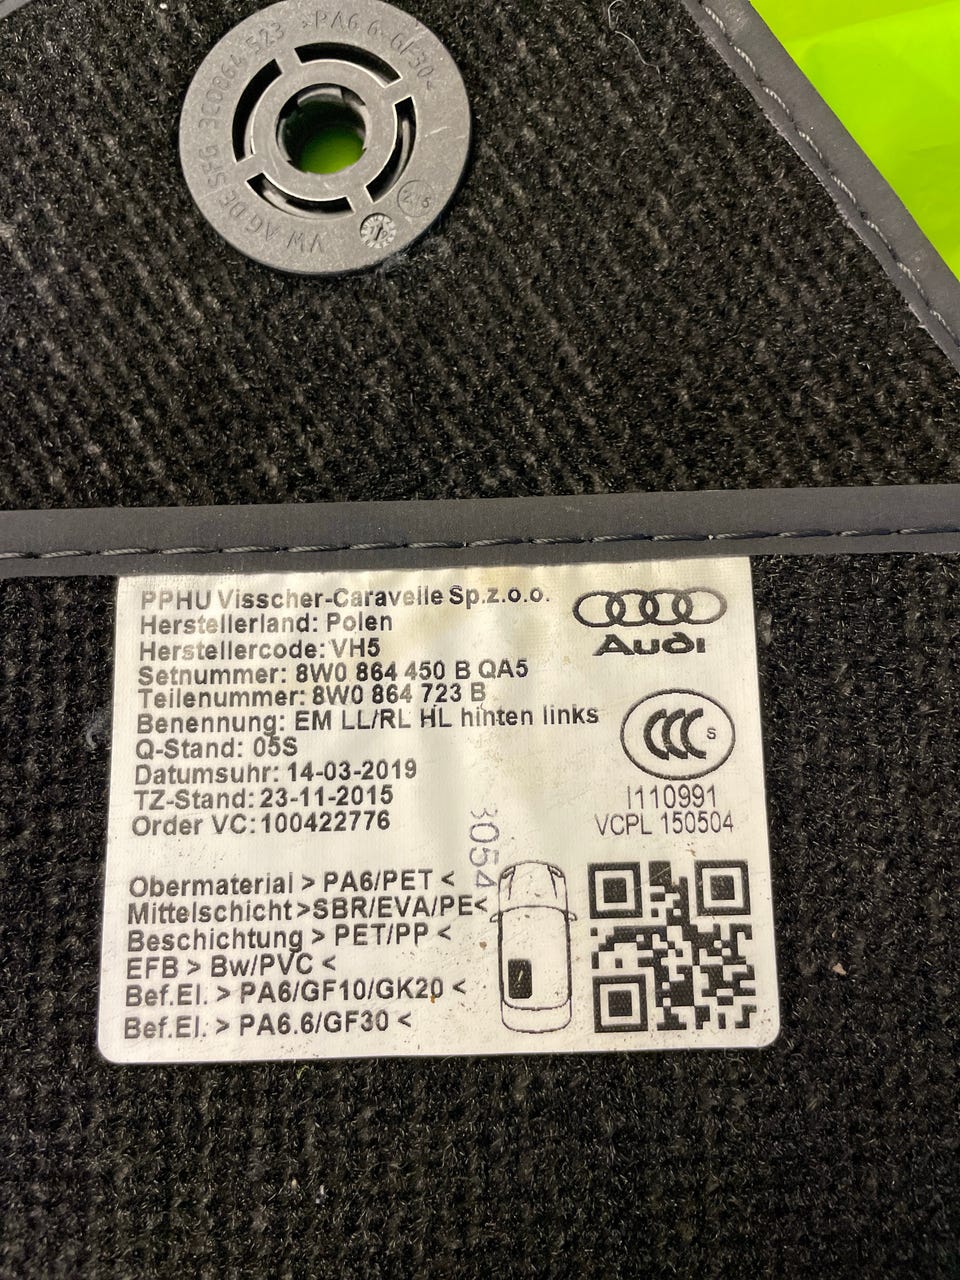 VW AG DE SFG 3C0864523 >PA6.6-GF30<
PPHU Visscher-Caravelle Sp.z.o.o.
Herstellerland: Polen
Herstellercode: VH5
Setnummer: 8W0 864 450 B QA5
Teilenummer: 8W0 864 723 B
Benennung: EM LL/RL HL hinten links
Q-Stand: 05S
Datumsuhr: 14-03-2019
TZ-Stand: 23-11-2015
Order VC: 100422776
Audi
CCC S
I110991
VCPL 150504
3054
Obermaterial > PA6/PET <
Mittelschicht >SBR/EVA/PE<
Beschichtung > PET/PP <
EFB > Bw/PVC <
Bef.El. > PA6/GF10/GK20 <
Bef.El. > PA6.6/GF30 <